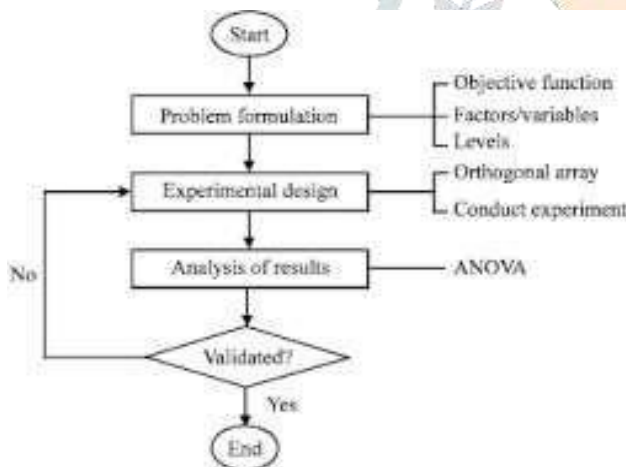 Start
Problem formulation
Objective function
Factors/variables
Levels
Experimental design
Orthogonal array
Conduct experiment
Analysis of results
ANOVA
No
Validated?
Yes
End